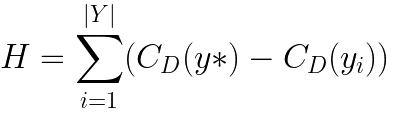 H = \sum_{i=1}^{|Y|} (C_D(y*) - C_D(y_i))